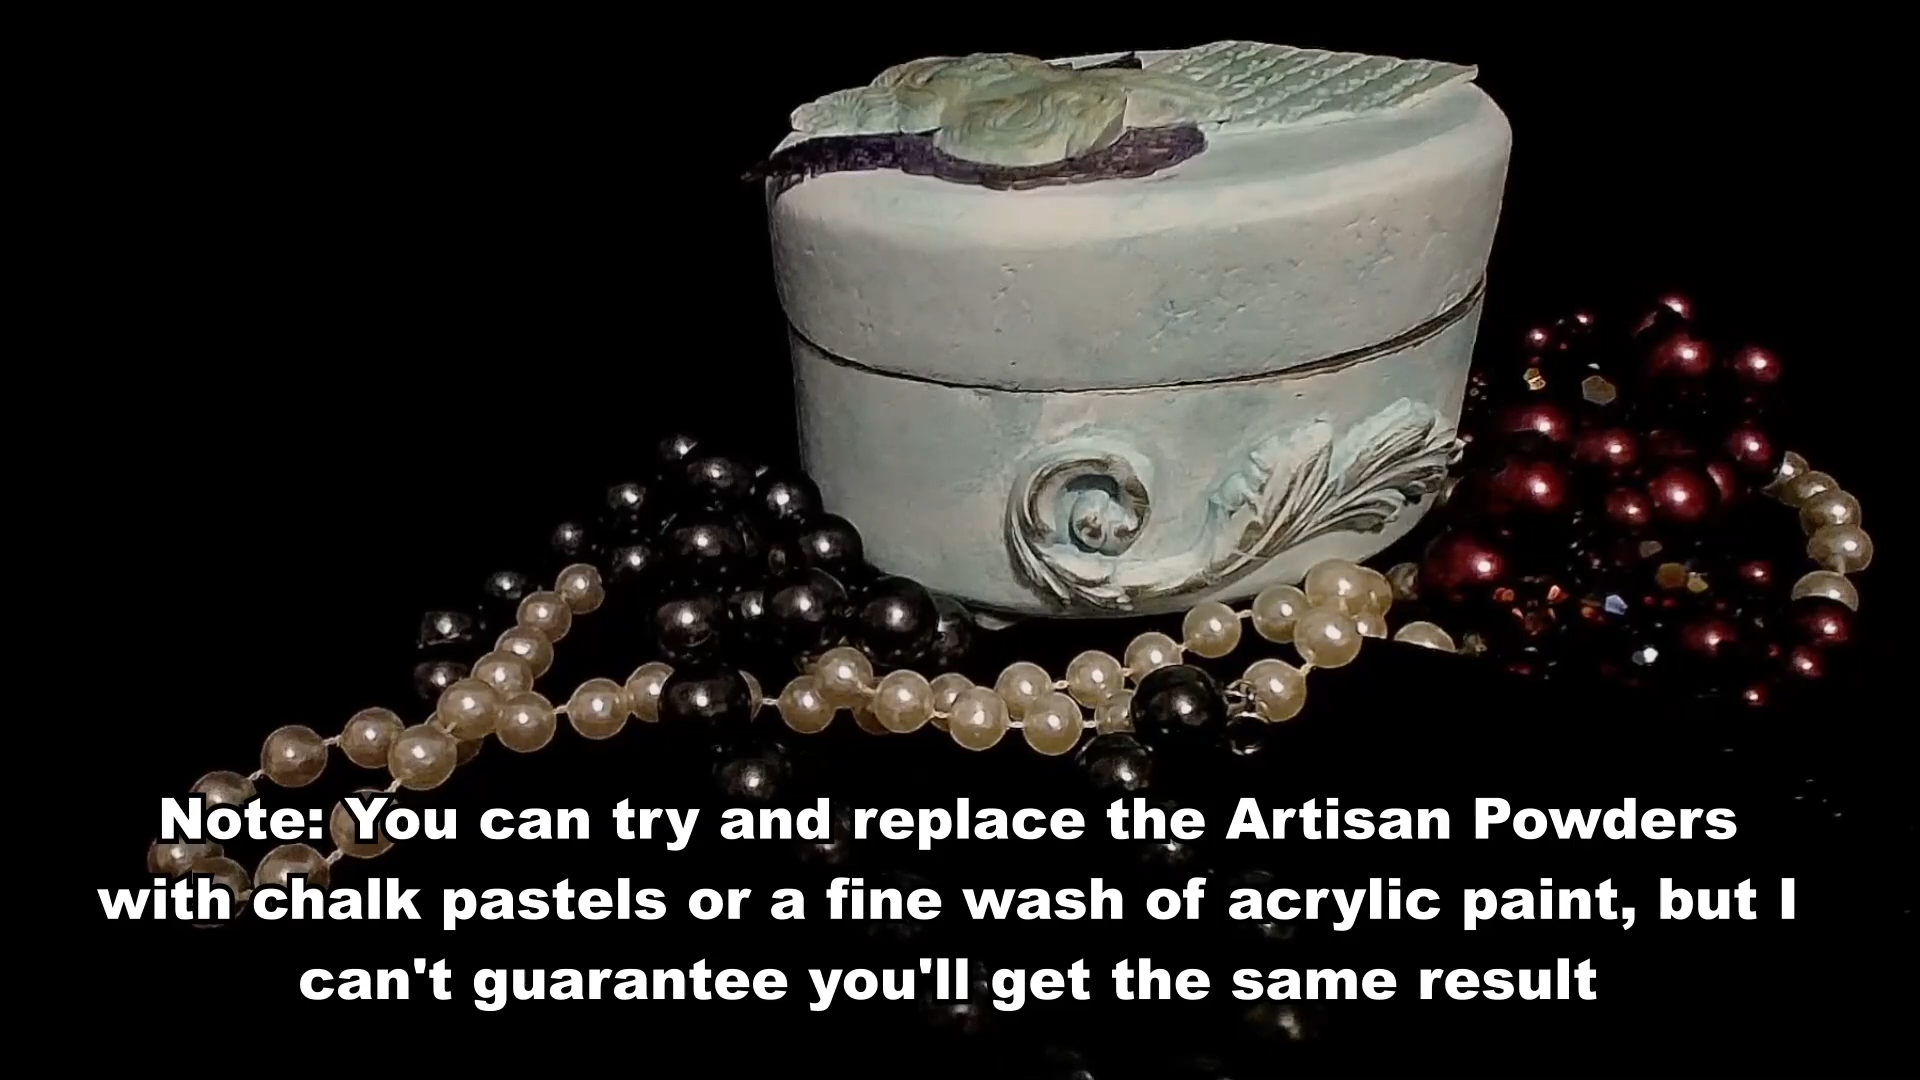 Note: You can try and replace the Artisan Powders
with chalk pastels or a fine wash of acrylic paint, but I
can't guarantee you'll get the same result